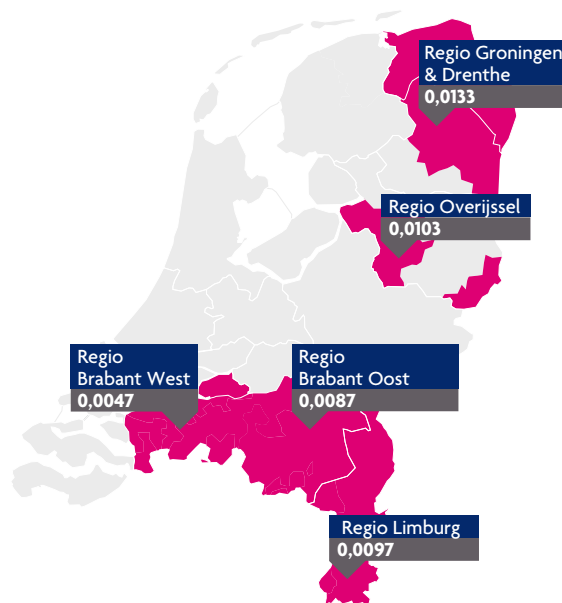 Regio Groningen
& Drenthe
0,0133
Regio Overijssel
0,0103
Regio
Brabant West
0,0047
Regio
Brabant Oost
0,0087
Regio Limburg
0,0097